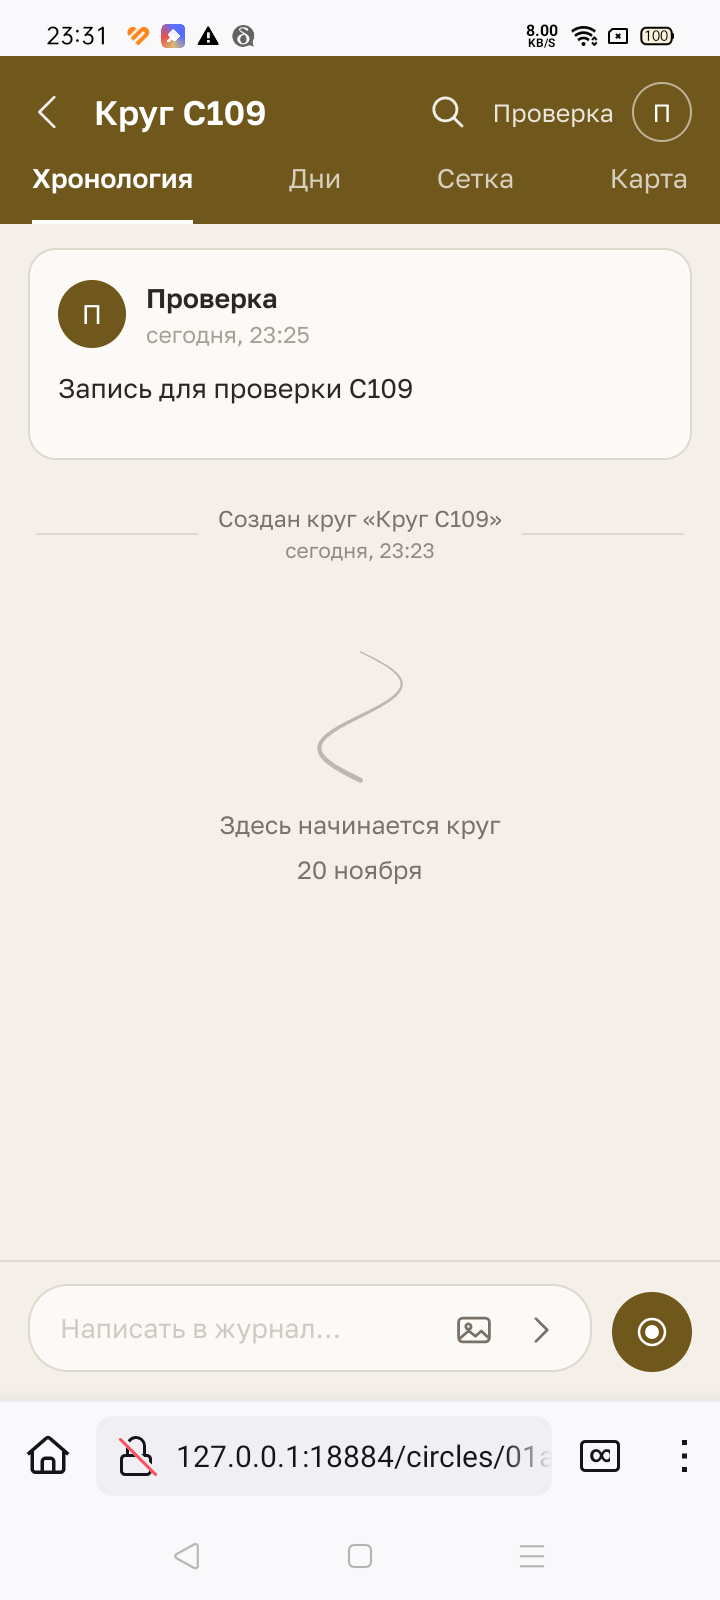 23:31
8.00
KB/S
100
Круг С109
Проверка
П
Хронология
Дни
Сетка
Карта
П
Проверка
сегодня, 23:25
Запись для проверки С109
Создан круг «Круг С109»
сегодня, 23:23
Здесь начинается круг
20 ноября
Написать в журнал...
127.0.0.1:18884/circles/01a